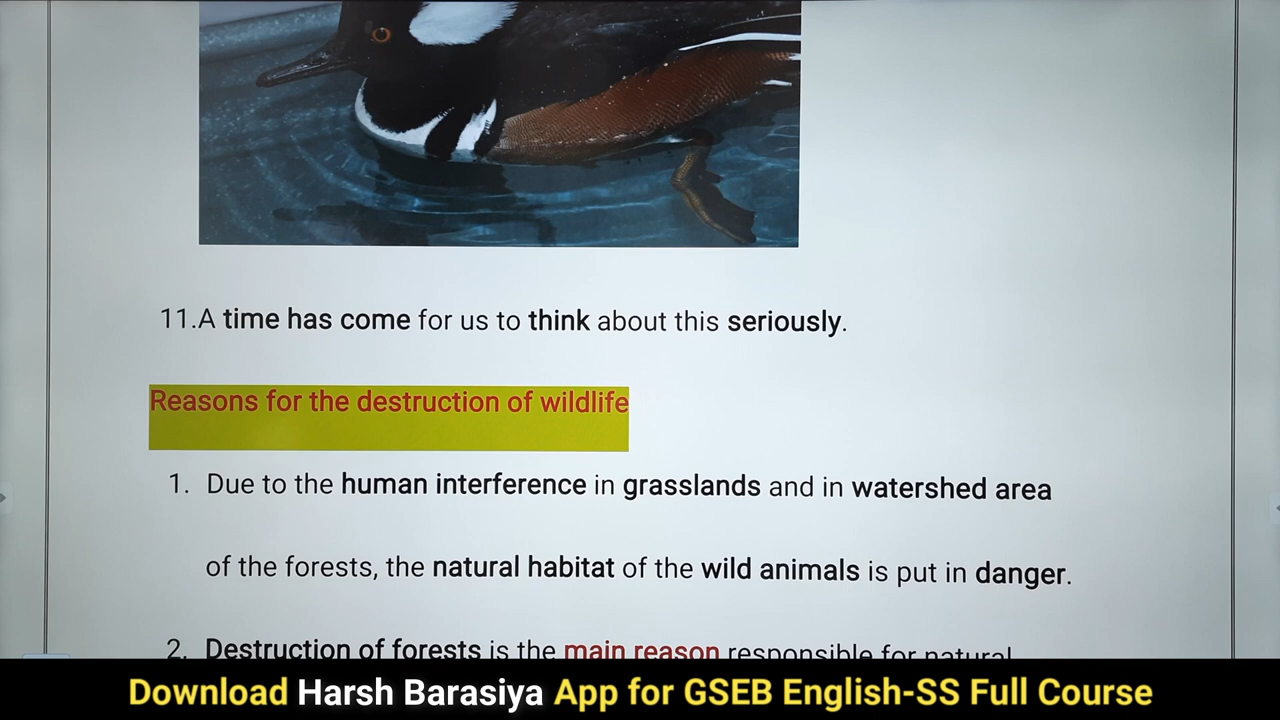 11.A time has come for us to think about this seriously.
Reasons for the destruction of wildlife
1. Due to the human interference in grasslands and in watershed area
of the forests, the natural habitat of the wild animals is put in danger.
2. Destruction of forests is the main reason responsible for natural
Download Harsh Barasiya App for GSEB English-SS Full Course